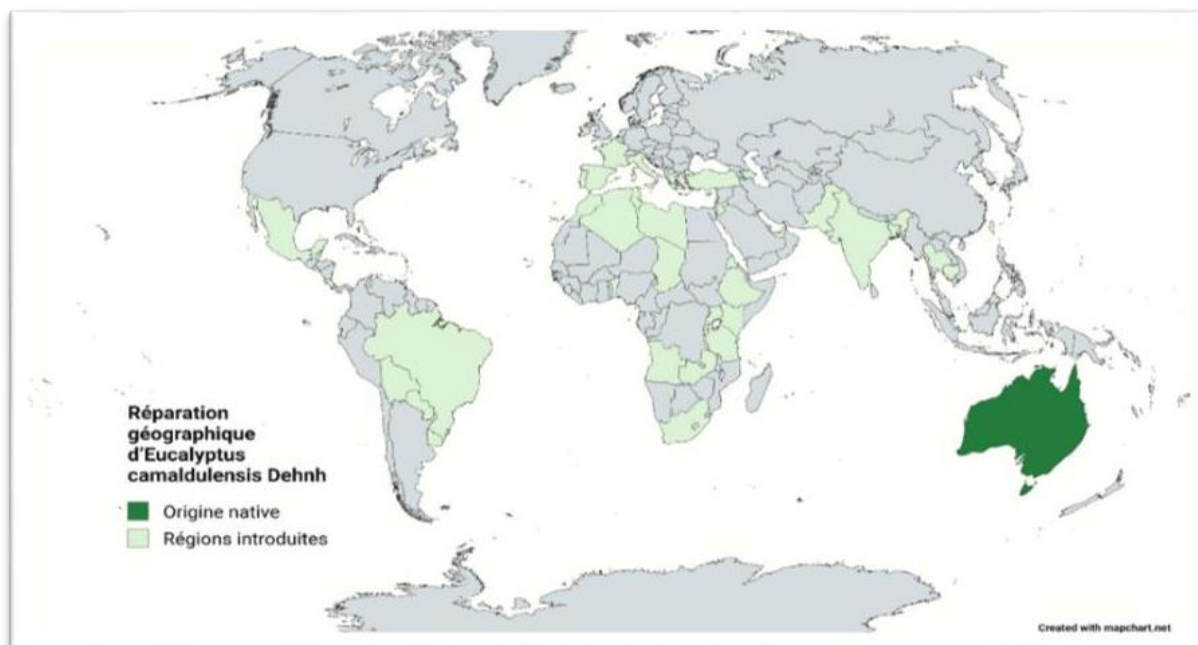 Réparation
géographique
d'Eucalyptus
camaldulensis Dehnh
Origine native
Régions introduites
Created with mapchart.net